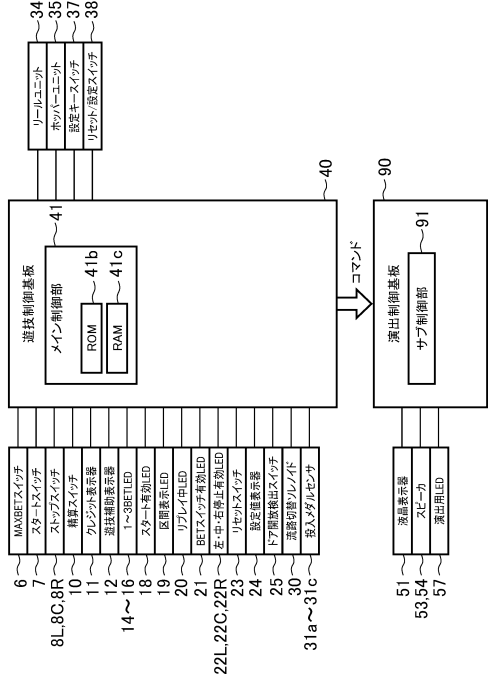 リールユニット 34
ホッパーユニット 35
設定キースイッチ 37
リセット/設定スイッチ 38
40
遊技制御基板
メイン制御部 41
ROM 41b
RAM 41c
コマンド
90
演出制御基板
サブ制御部 91
6 MAXBETスイッチ
7 スタートスイッチ
8L,8C,8R ストップスイッチ
10 精算スイッチ
11 クレジット表示器
12 遊技補助表示器
14～16 1～3BETLED
18 スタート有効LED
19 区間表示LED
20 リプレイ中LED
21 BETスイッチ有効LED
22L,22C,22R 左・中・右停止有効LED
23 リセットスイッチ
24 設定値表示器
25 ドア開放検出スイッチ
30 流路切替ソレノイド
31a～31c 投入メダルセンサ
51 液晶表示器
53,54 スピーカ
57 演出用LED